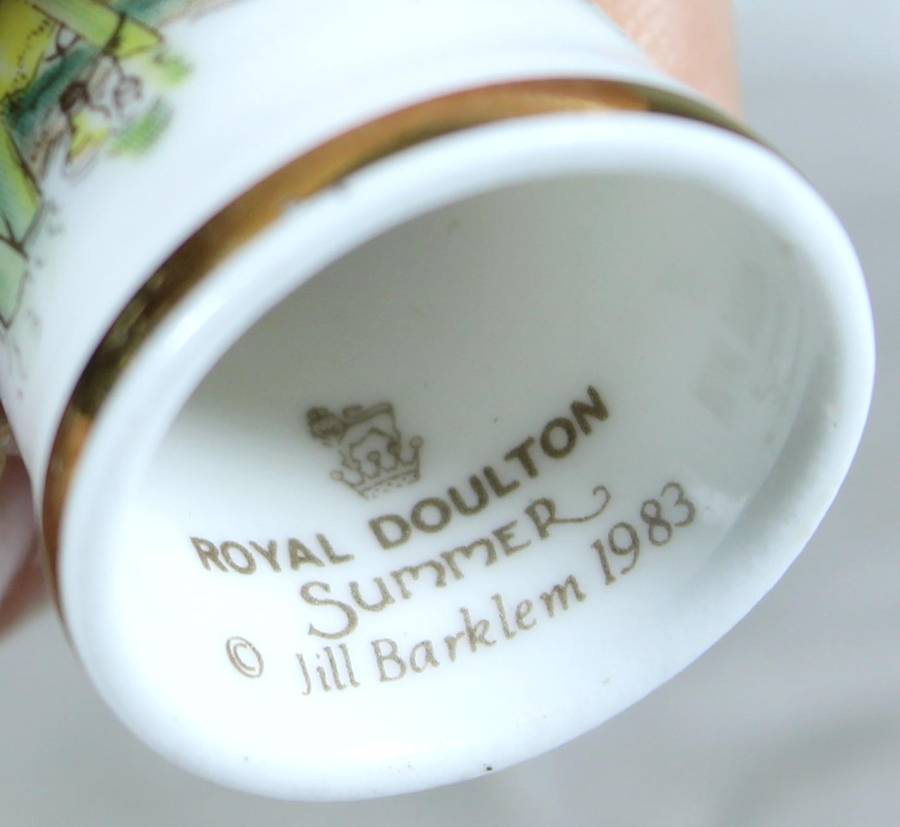 ROYAL DOULTON
SUMMER
© Jill Barklem 1983